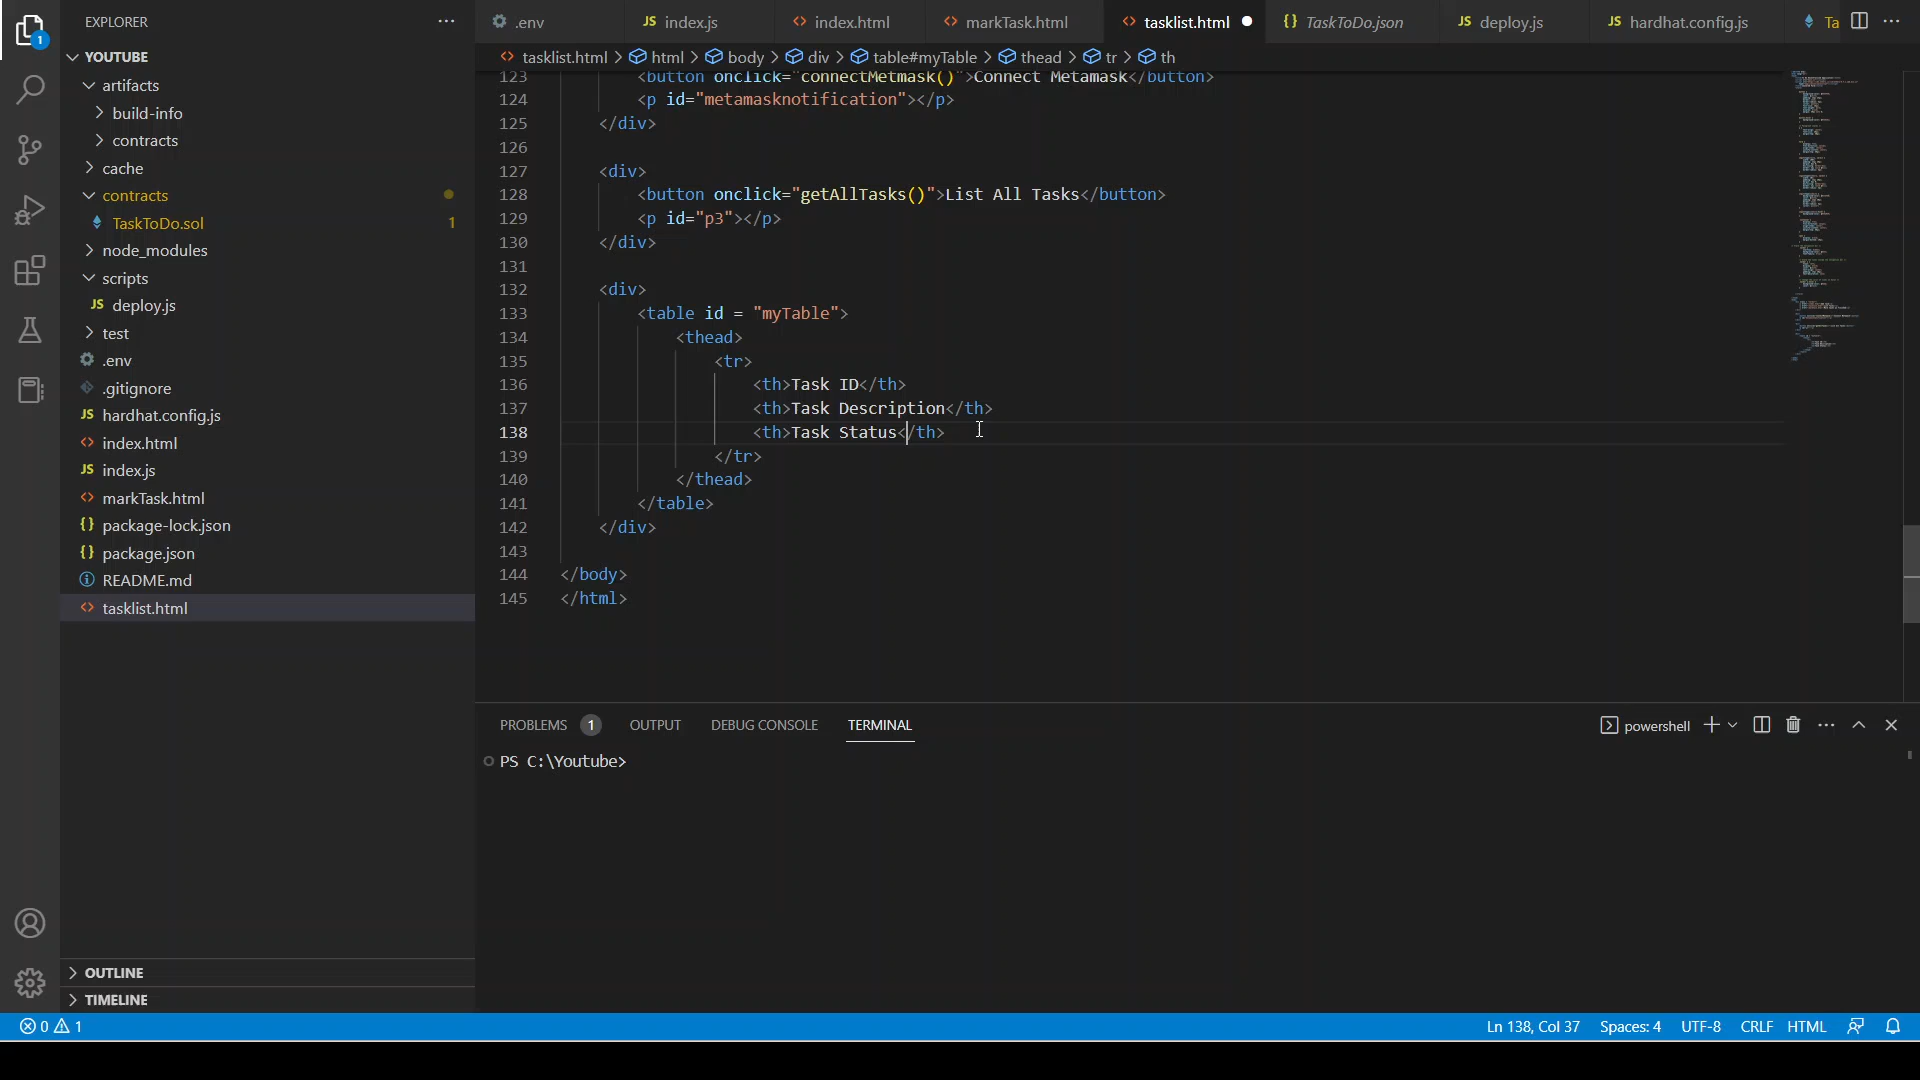 EXPLORER
YOUTUBE
artifacts
build-info
contracts
cache
contracts
TaskToDo.sol 1
node_modules
scripts
JS deploy.js
test
.env
.gitignore
JS hardhat.config.js
index.html
JS index.js
markTask.html
{} package-lock.json
{} package.json
README.md
tasklist.html
OUTLINE
TIMELINE
1
.env
JS index.js
index.html
markTask.html
tasklist.html
{} TaskToDo.json
JS deploy.js
JS hardhat.config.js
Ta
tasklist.html > html > body > div > table#myTable > thead > tr > th
123 <button onclick="connectMetmask()">Connect Metamask</button>
124 <p id="metamasknotification"></p>
125 </div>
126
127 <div>
128 <button onclick="getAllTasks()">List All Tasks</button>
129 <p id="p3"></p>
130 </div>
131
132 <div>
133 <table id = "myTable">
134 <thead>
135 <tr>
136 <th>Task ID</th>
137 <th>Task Description</th>
138 <th>Task Status</th>
139 </tr>
140 </thead>
141 </table>
142 </div>
143
144 </body>
145 </html>
PROBLEMS 1 OUTPUT DEBUG CONSOLE TERMINAL
powershell
PS C:\Youtube>
0 1
Ln 138, Col 37 Spaces: 4 UTF-8 CRLF HTML